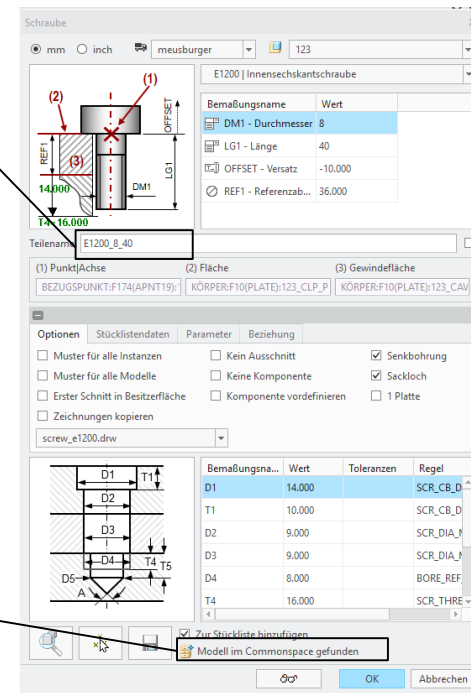 Schraube
mm inch meusburger 123
E1200 | Innensechskantschraube
Bemaßungsname Wert
DM1 - Durchmesser 8
LG1 - Länge 40
OFFSET - Versatz -10.000
REF1 - Referenzab... 36.000
(1)
(2)
(3)
OFFSET
REF1
LG1
DM1
14.000
T4=16.000
Teilename E1200_8_40
(1) Punkt|Achse (2) Fläche (3) Gewindefläche
BEZUGSPUNKT:F174(APNT19): KÖRPER:F10(PLATE):123_CLP_P KÖRPER:F10(PLATE):123_CAV
Optionen Stücklistendaten Parameter Beziehung
Muster für alle Instanzen Kein Ausschnitt Senkbohrung
Muster für alle Modelle Keine Komponente Sackloch
Erster Schnitt in Besitzerfläche Komponente vordefinieren 1 Platte
Zeichnungen kopieren
screw_e1200.drw
D1 T1
D2
D3
D4 T4 T5
D5
A
Bemaßungsna... Wert Toleranzen Regel
D1 14.000 SCR_CB_D
T1 10.000 SCR_CB_D
D2 9.000 SCR_DIA_
D3 9.000 SCR_DIA_
D4 8.000 BORE_REF_
T4 16.000 SCR_THRE
Zur Stückliste hinzufügen
Modell im Commonspace gefunden
OK Abbrechen